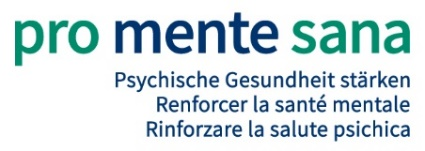 pro mente sana
Psychische Gesundheit stärken
Renforcer la santé mentale
Rinforzare la salute psichica